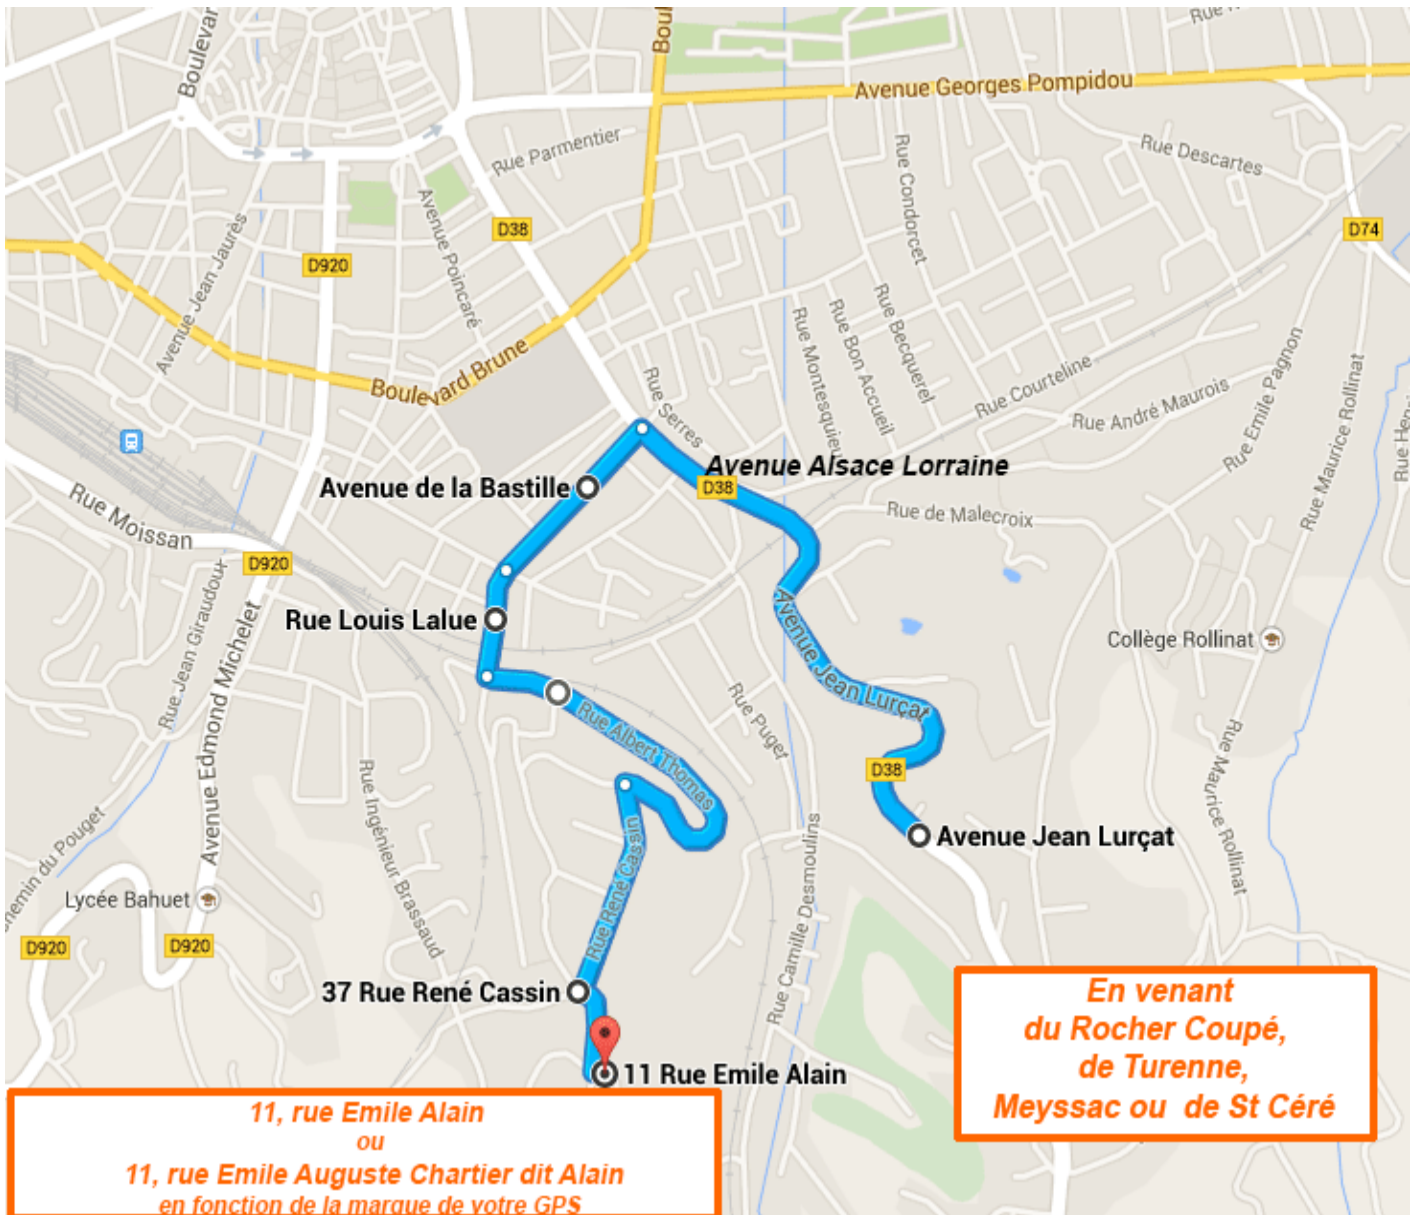 Boulevar
Boul
Avenue Georges Pompidou
Rue Parmentier
Rue Condorcet
Rue Descartes
Avenue Jean Jaurès
Avenue Poincaré
D38
D74
D920
Boulevard Brune
Rue Serres
Rue Montesquieu
Rue Bon Accueil
Rue Becquerel
Rue Courteline
Rue André Maurois
Rue Emile Pagnon
Rue Maurice Rollinat
Rue Henri
Avenue Alsace Lorraine
D38
Avenue de la Bastille
Rue Moissan
Rue de Malecroix
D920
Rue Jean Giraudoux
Rue Louis Lalue
Avenue Jean Lurçat
Collège Rollinat
Avenue Edmond Michelet
Rue Albert Thomas
Rue Puget
Rue Maurice Rollinat
D38
Rue Ingénieur Brassaud
Chemin du Pouget
Avenue Jean Lurçat
Rue René Cassin
Rue Camille Desmoulins
Lycée Bahuet
D920
D920
37 Rue René Cassin
11 Rue Emile Alain
En venant
du Rocher Coupé,
de Turenne,
Meyssac ou de St Céré
11, rue Emile Alain
ou
11, rue Emile Auguste Chartier dit Alain
en fonction de la marque de votre GPS